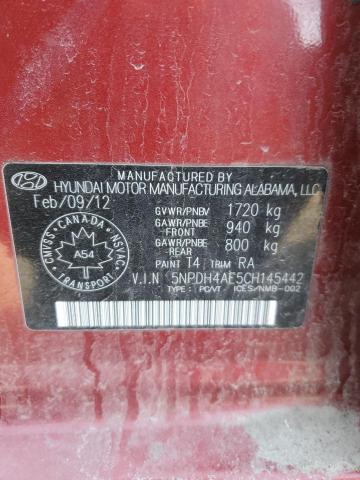 MANUFACTURED BY
HYUNDAI MOTOR MANUFACTURING ALABAMA, LLC
Feb/09/12
GVWR/PNBV 1720 kg
GAWR/PNBE FRONT 940 kg
GAWR/PNBE REAR 800 kg
CANADA
CMVSS NSVAC
A54
PAINT T4 TRIM RA
V.I.N 5NPDH4AE5CH145442
TYPE : PC/VT ICES/NMB-002